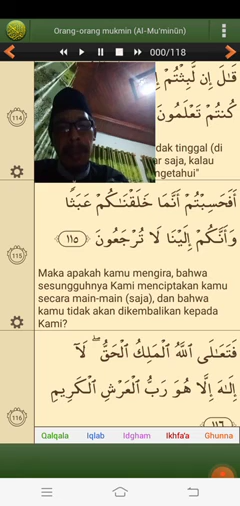 Orang-orang mukmin (Al-Mu'minūn)
000/118
قَـٰلَ إِن لَّبِثْتُمْ
كُنتُمْ تَعْلَمُونَ
114
dak tinggal (di
ar saja, kalau
ngetahui"
أَفَحَسِبْتُمْ أَنَّمَا خَلَقْنَـٰكُمْ عَبَثًا
وَأَنَّكُمْ إِلَيْنَا لَا تُرْجَعُونَ ١١٥
115
Maka apakah kamu mengira, bahwa
sesungguhnya Kami menciptakan kamu
secara main-main (saja), dan bahwa
kamu tidak akan dikembalikan kepada
Kami?
فَتَعَـٰلَى ٱللَّهُ ٱلْمَلِكُ ٱلْحَقُّ ۖ لَآ
إِلَـٰهَ إِلَّا هُوَ رَبُّ ٱلْعَرْشِ ٱلْكَرِيمِ
116
١١٦
Qalqala Iqlab Idgham Ikhfa'a Ghunna